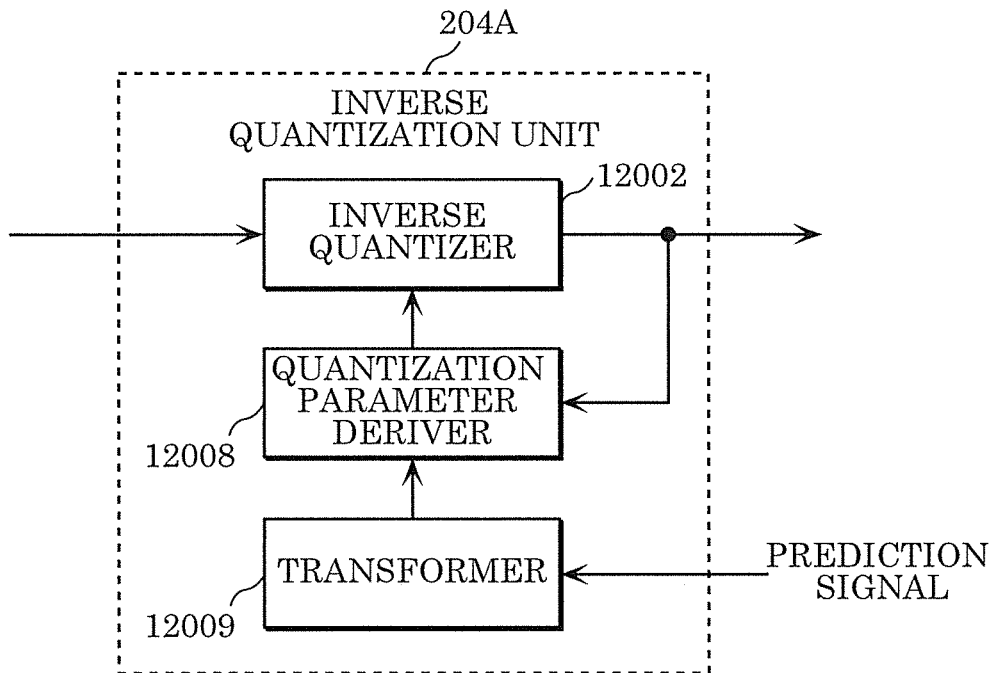 204A
INVERSE
QUANTIZATION UNIT
12002
INVERSE
QUANTIZER
QUANTIZATION
PARAMETER
DERIVER
12008
TRANSFORMER
PREDICTION
SIGNAL
12009